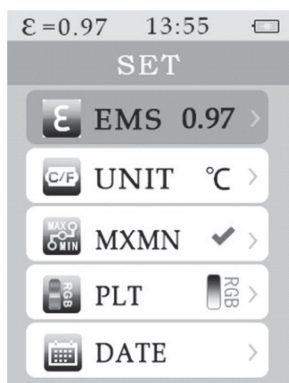 ε=0.97 13:55
SET
ε EMS 0.97 >
C/F UNIT °C >
MAX MIN MXMN ✔ >
RGB PLT RGB >
DATE >